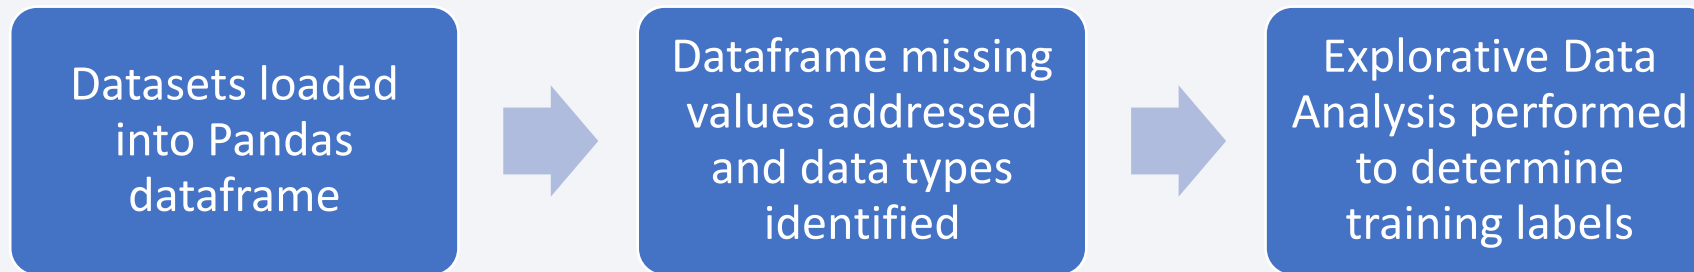 Datasets loaded
into Pandas
dataframe
Dataframe missing
values addressed
and data types
identified
Explorative Data
Analysis performed
to determine
training labels